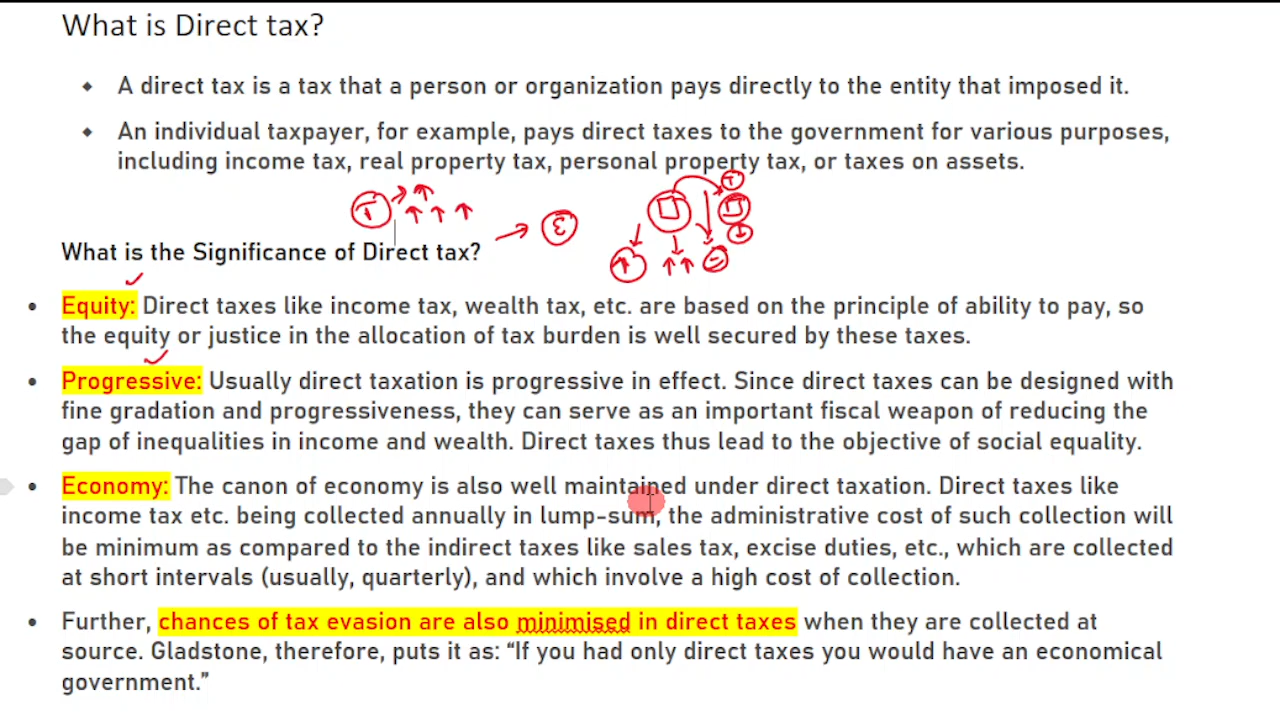 What is Direct tax?
◆ A direct tax is a tax that a person or organization pays directly to the entity that imposed it.
◆ An individual taxpayer, for example, pays direct taxes to the government for various purposes,
including income tax, real property tax, personal property tax, or taxes on assets.
What is the Significance of Direct tax?
• Equity: Direct taxes like income tax, wealth tax, etc. are based on the principle of ability to pay, so
the equity or justice in the allocation of tax burden is well secured by these taxes.
• Progressive: Usually direct taxation is progressive in effect. Since direct taxes can be designed with
fine gradation and progressiveness, they can serve as an important fiscal weapon of reducing the
gap of inequalities in income and wealth. Direct taxes thus lead to the objective of social equality.
• Economy: The canon of economy is also well maintained under direct taxation. Direct taxes like
income tax etc. being collected annually in lump-sum, the administrative cost of such collection will
be minimum as compared to the indirect taxes like sales tax, excise duties, etc., which are collected
at short intervals (usually, quarterly), and which involve a high cost of collection.
• Further, chances of tax evasion are also minimised in direct taxes when they are collected at
source. Gladstone, therefore, puts it as: “If you had only direct taxes you would have an economical
government.”